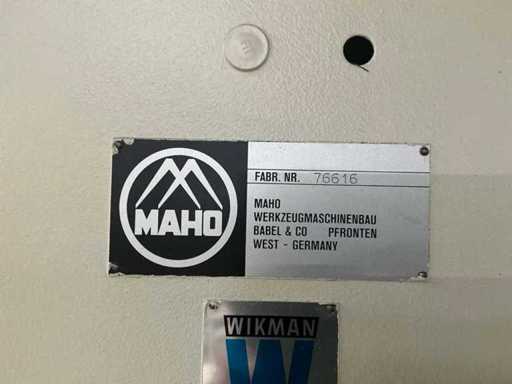 MAHO
FABR. NR. 76616
MAHO
WERKZEUGMASCHINENBAU
BABEL & CO PFRONTEN
WEST - GERMANY
WIKMAN
W